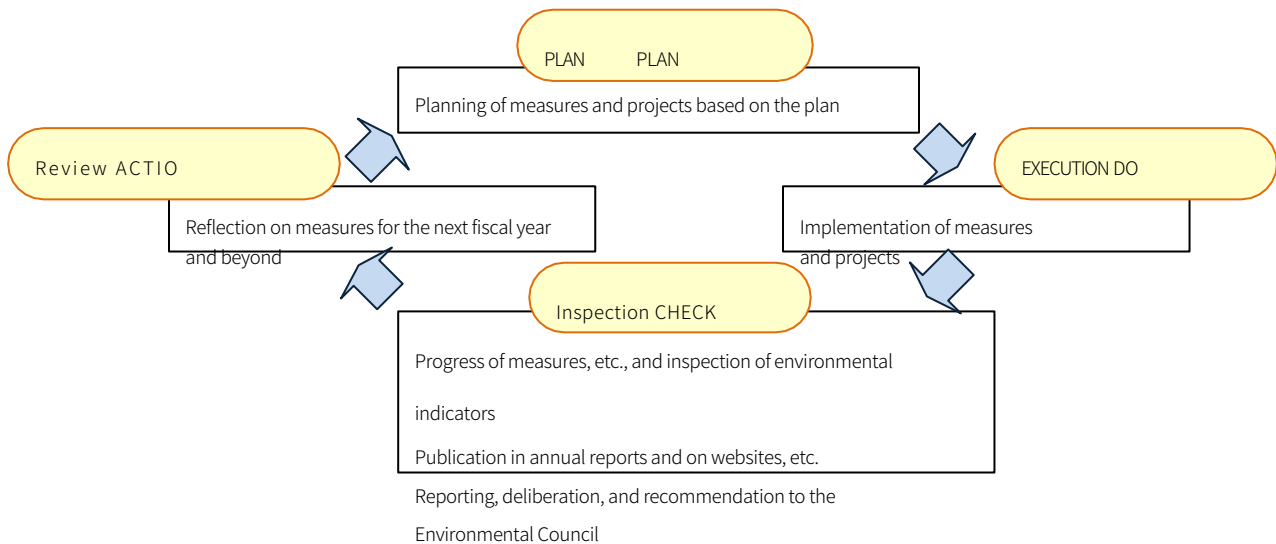 PLAN PLAN
Planning of measures and projects based on the plan
Review ACTIO
EXECUTION DO
Reflection on measures for the next fiscal year
and beyond
Implementation of measures
and projects
Inspection CHECK
Progress of measures, etc., and inspection of environmental
indicators
Publication in annual reports and on websites, etc.
Reporting, deliberation, and recommendation to the
Environmental Council